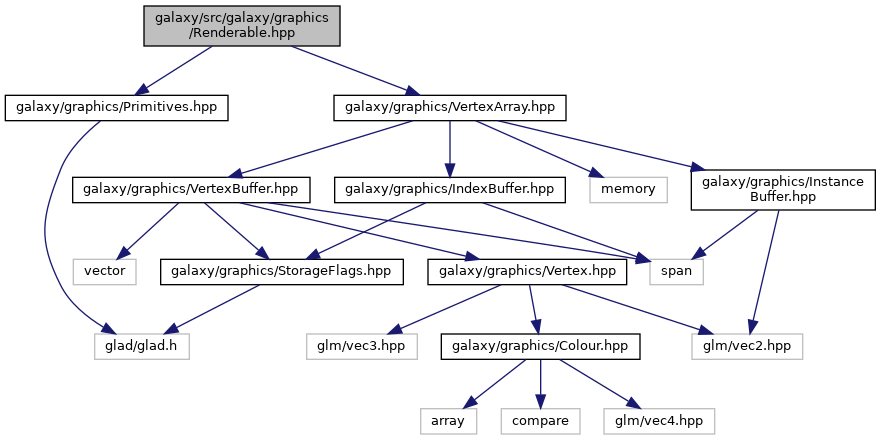 galaxy/src/galaxy/graphics
/Renderable.hpp
galaxy/graphics/Primitives.hpp
galaxy/graphics/VertexArray.hpp
galaxy/graphics/VertexBuffer.hpp
galaxy/graphics/IndexBuffer.hpp
memory
galaxy/graphics/Instance
Buffer.hpp
vector
galaxy/graphics/StorageFlags.hpp
galaxy/graphics/Vertex.hpp
span
glad/glad.h
glm/vec3.hpp
galaxy/graphics/Colour.hpp
glm/vec2.hpp
array
compare
glm/vec4.hpp